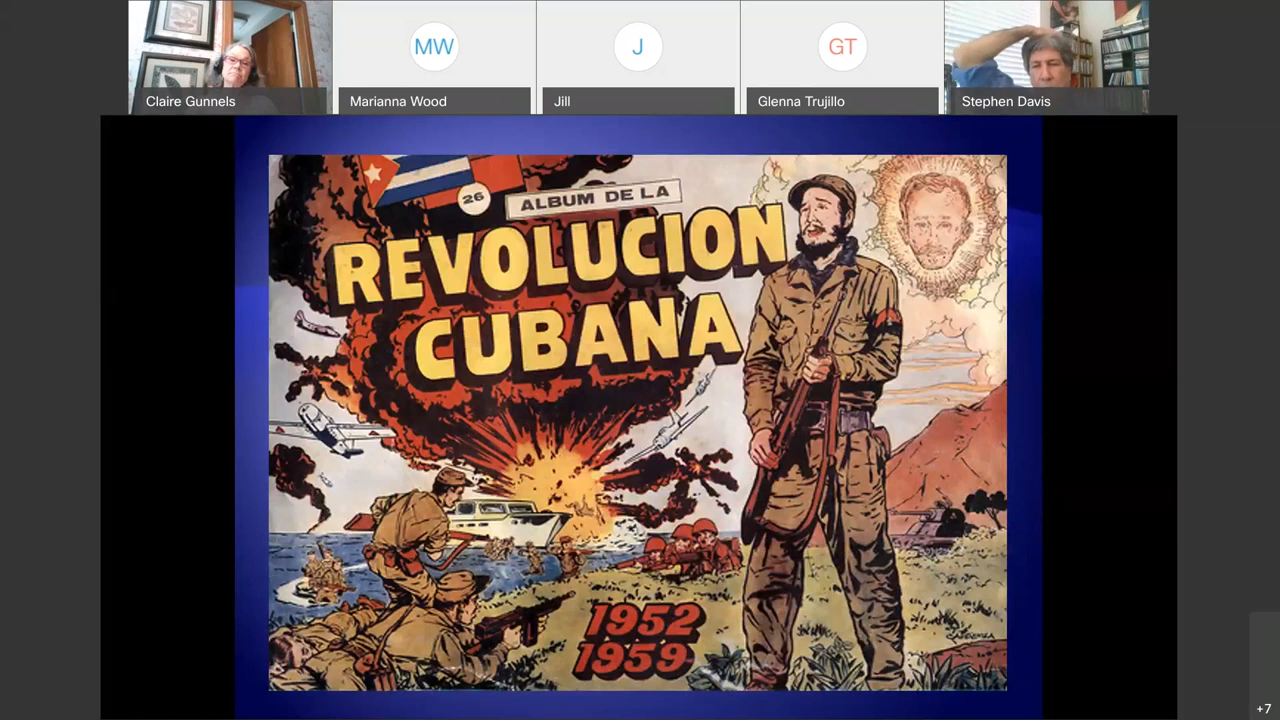 MW
J
GT
Claire Gunnels
Marianna Wood
Jill
Glenna Trujillo
Stephen Davis
26
ALBUM DE LA
REVOLUCION
CUBANA
1952
1959
+7